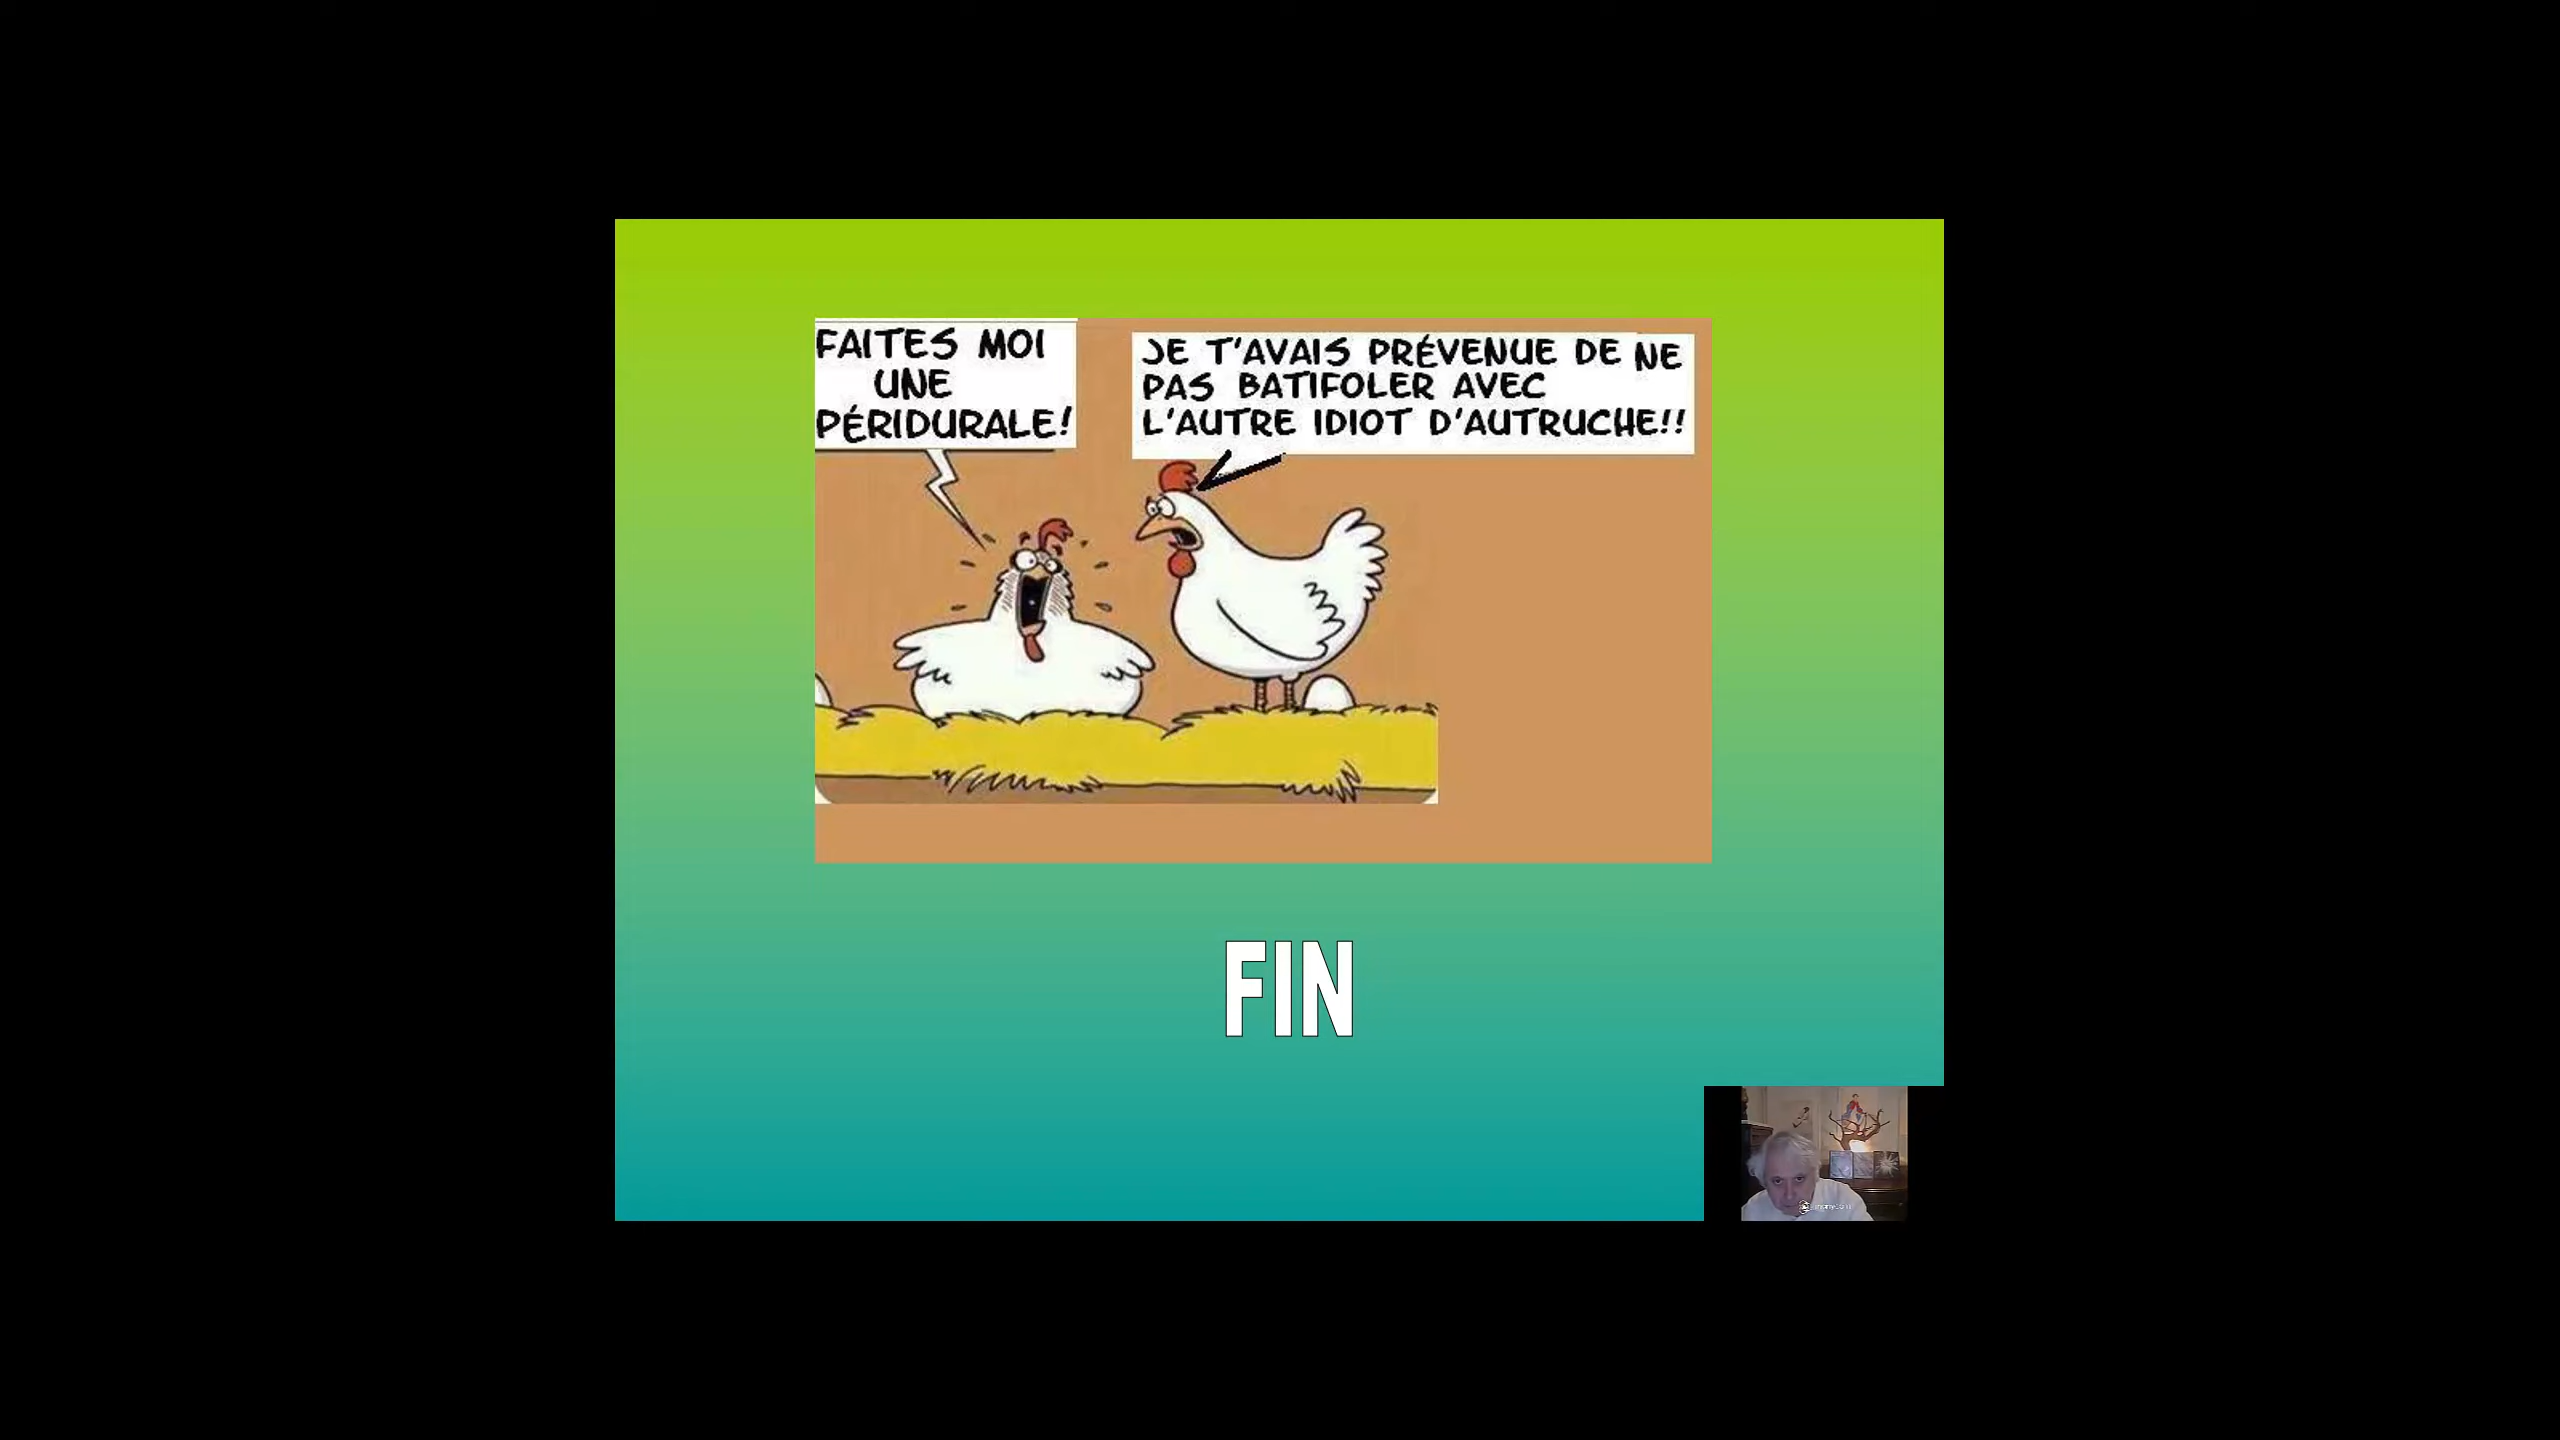 FAITES MOI
UNE
PÉRIDURALE!
JE T'AVAIS PRÉVENUE DE NE
PAS BATIFOLER AVEC
L'AUTRE IDIOT D'AUTRUCHE!!
FIN